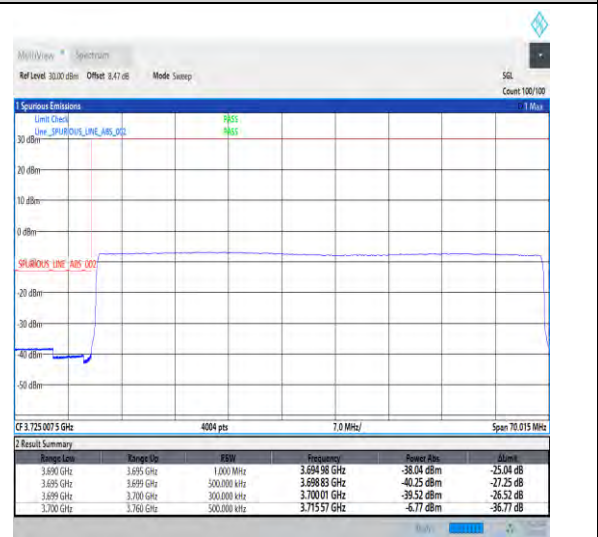 MultiView Spectrum
Ref Level 30.00 dBm Offset 8.47 dB Mode Sweep SGL
Count 100/100
1 Spurious Emissions 1 Max
Limit Check PASS
Line _SPURIOUS_LINE_ABS_002 PASS
30 dBm
20 dBm
10 dBm
0 dBm
SPURIOUS_LINE_ABS_002
-20 dBm
-30 dBm
-40 dBm
-50 dBm
CF 3.725 007 5 GHz 4004 pts 7.0 MHz/ Span 70.015 MHz
2 Result Summary
Range Low Range Up RBW Frequency Power Abs ΔLimit
3.690 GHz 3.695 GHz 1.000 MHz 3.694 98 GHz -38.04 dBm -25.04 dB
3.695 GHz 3.699 GHz 500.000 kHz 3.698 83 GHz -40.25 dBm -27.25 dB
3.699 GHz 3.700 GHz 300.000 kHz 3.700 01 GHz -39.52 dBm -26.52 dB
3.700 GHz 3.760 GHz 500.000 kHz 3.715 57 GHz -6.77 dBm -36.77 dB